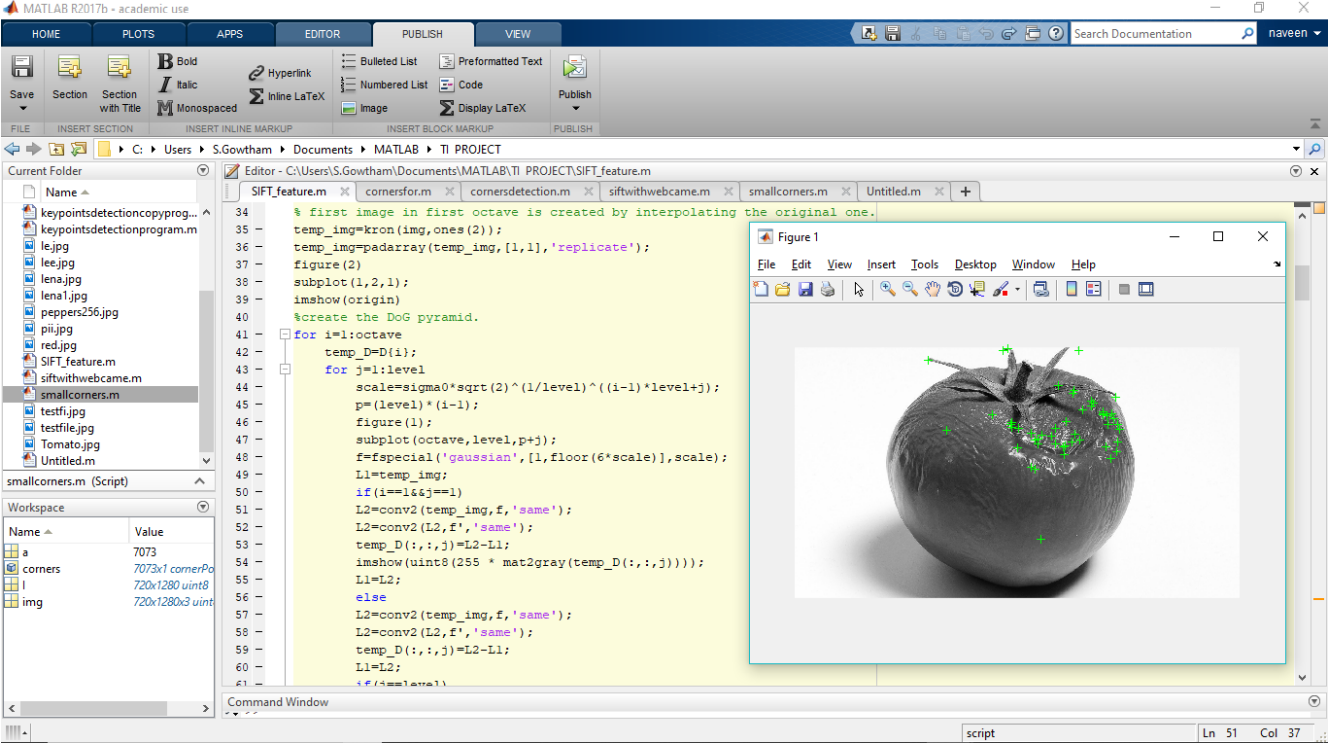 MATLAB R2017b - academic use
HOME PLOTS APPS EDITOR PUBLISH VIEW
Search Documentation naveen
Save Section Section with Title
B Bold
I Italic
M Monospaced
Hyperlink
Σ Inline LaTeX
Bulleted List
Numbered List
Image
Preformatted Text
Code
Σ Display LaTeX
Publish
FILE INSERT SECTION INSERT INLINE MARKUP INSERT BLOCK MARKUP PUBLISH
C: Users S.Gowtham Documents MATLAB TI PROJECT
Current Folder
Name
keypointsdetectioncopyprog...
keypointsdetectionprogram.m
le.jpg
lee.jpg
lena.jpg
lena1.jpg
peppers256.jpg
pii.jpg
red.jpg
SIFT_feature.m
siftwithwebcame.m
smallcorners.m
testfi.jpg
testfile.jpg
Tomato.jpg
Untitled.m
smallcorners.m (Script)
Workspace
Name Value
a 7073
corners 7073x1 cornerPo
I 720x1280 uint8
img 720x1280x3 uint
Editor - C:\Users\S.Gowtham\Documents\MATLAB\TI PROJECT\SIFT_feature.m
SIFT_feature.m cornersfor.m cornersdetection.m siftwithwebcame.m smallcorners.m Untitled.m +
34 % first image in first octave is created by interpolating the original one.
35 – temp_img=kron(img,ones(2));
36 – temp_img=padarray(temp_img,[1,1],'replicate');
37 – figure(2)
38 – subplot(1,2,1);
39 – imshow(origin)
40 %create the DoG pyramid.
41 – for i=1:octave
42 – temp_D=D{i};
43 – for j=1:level
44 – scale=sigma0*sqrt(2)^(1/level)^((i-1)*level+j);
45 – p=(level)*(i-1);
46 – figure(1);
47 – subplot(octave,level,p+j);
48 – f=fspecial('gaussian',[1,floor(6*scale)],scale);
49 – L1=temp_img;
50 – if(i==1&&j==1)
51 – L2=conv2(temp_img,f,'same');
52 – L2=conv2(L2,f','same');
53 – temp_D(:,:,j)=L2-L1;
54 – imshow(uint8(255 * mat2gray(temp_D(:,:,j))));
55 – L1=L2;
56 – else
57 – L2=conv2(temp_img,f,'same');
58 – L2=conv2(L2,f','same');
59 – temp_D(:,:,j)=L2-L1;
60 – L1=L2;
61 – if(j==level)
Figure 1
File Edit View Insert Tools Desktop Window Help
Command Window
script Ln 51 Col 37